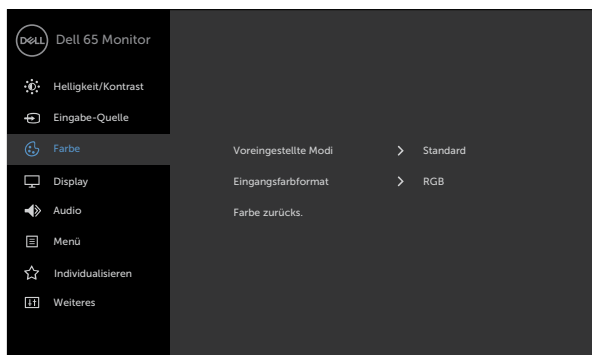 DELL Dell 65 Monitor
Helligkeit/Kontrast
Eingabe-Quelle
Farbe
Voreingestellte Modi > Standard
Display
Eingangsfarbformat > RGB
Audio
Farbe zurücks.
Menü
Individualisieren
Weiteres